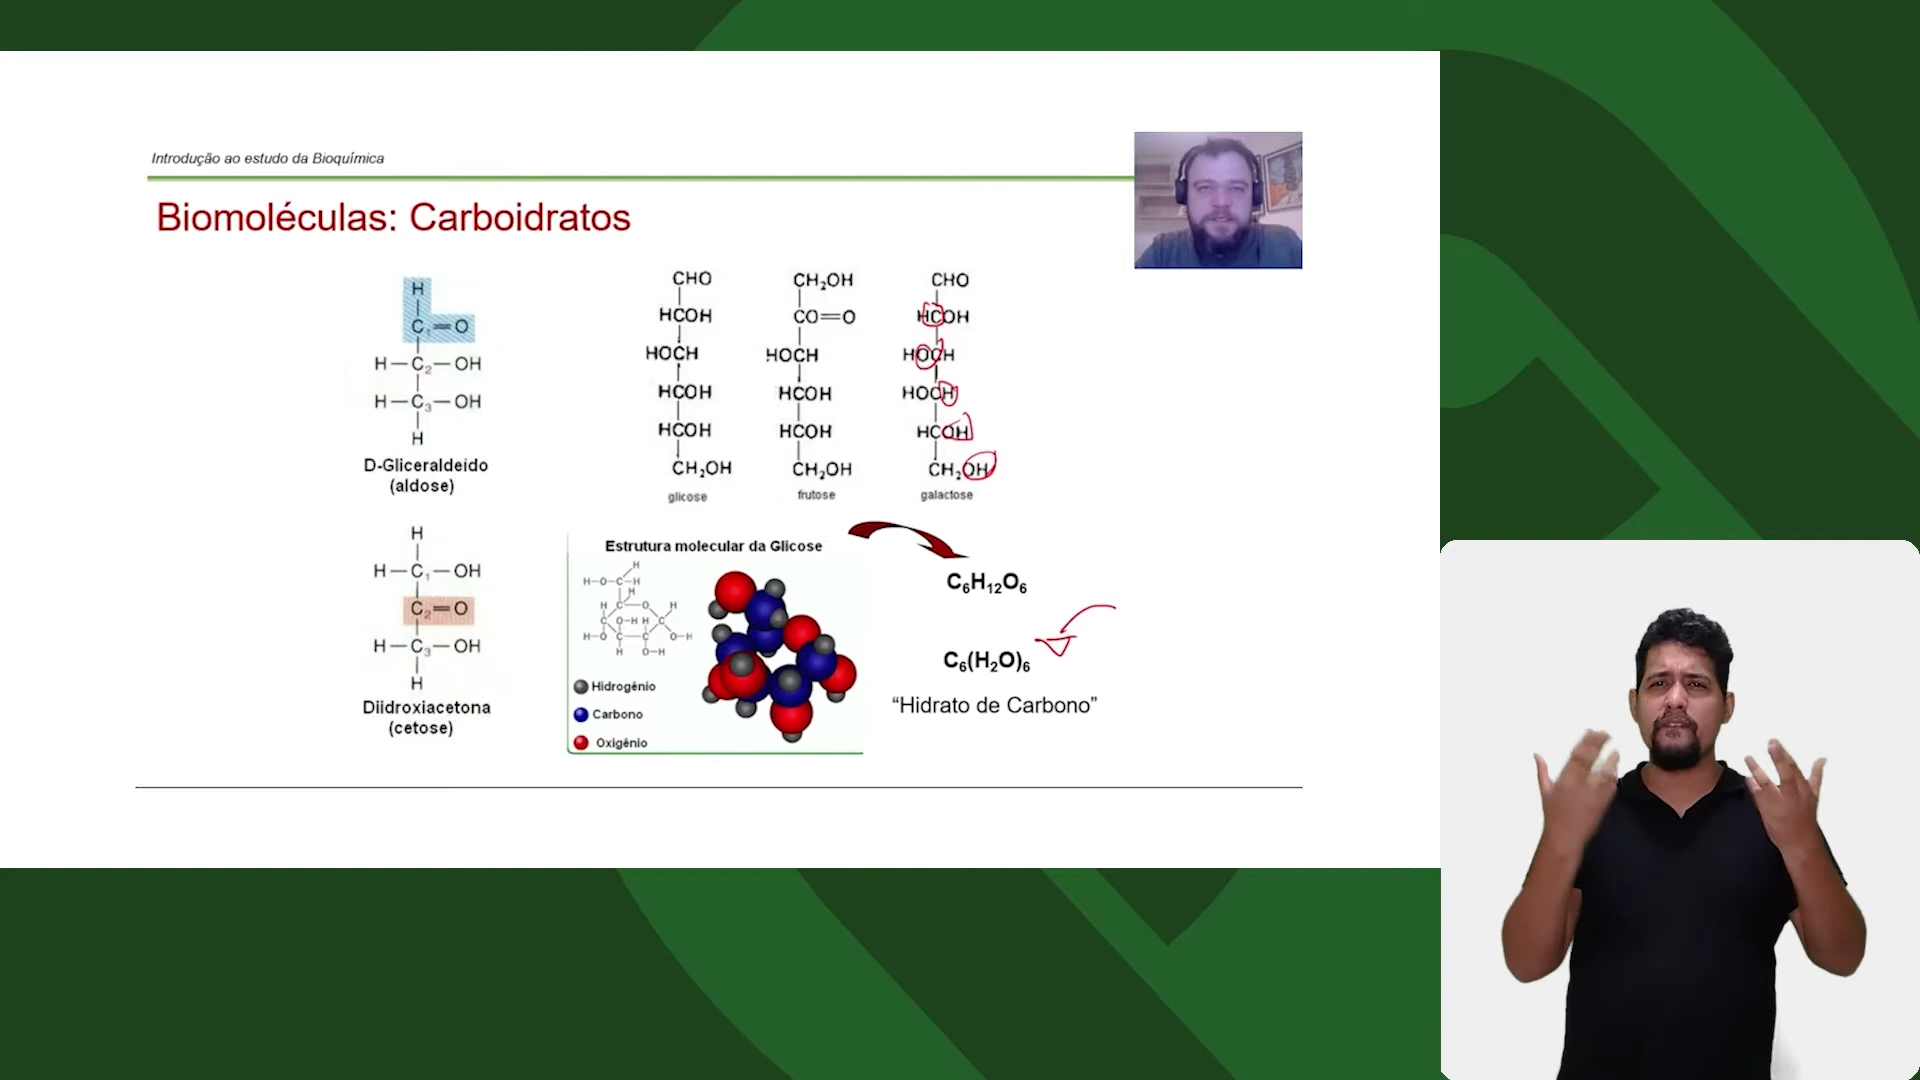 Introdução ao estudo da Bioquímica
Biomoléculas: Carboidratos
H
C₁=O
H—C₂—OH
H—C₃—OH
H
D-Gliceraldeído
(aldose)
H
H—C₁—OH
C₂=O
H—C₃—OH
H
Diidroxiacetona
(cetose)
CHO
HCOH
HOCH
HCOH
HCOH
CH₂OH
glicose
CH₂OH
CO=O
HOCH
HCOH
HCOH
CH₂OH
frutose
CHO
HCOH
HOCH
HOCH
HCOH
CH₂OH
galactose
Estrutura molecular da Glicose
H
H—O—C—H
H
H C—O H
C O—H H C
H—O C—C O—H
H O—H
Hidrogênio
Carbono
Oxigênio
C₆H₁₂O₆
C₆(H₂O)₆
“Hidrato de Carbono”